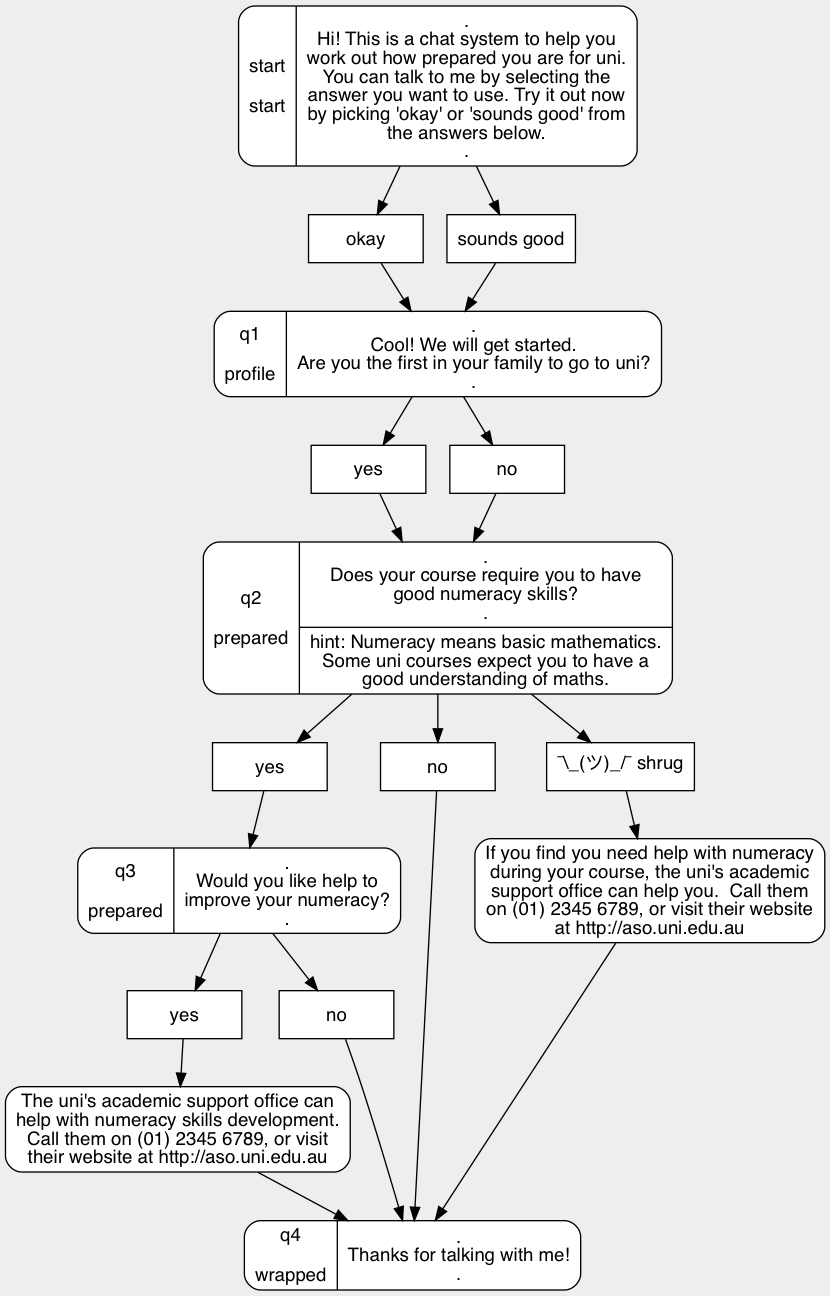 .
Hi! This is a chat system to help you
start
work out how prepared you are for uni.
You can talk to me by selecting the
answer you want to use. Try it out now
start
by picking 'okay' or 'sounds good' from
the answers below.
.
okay
sounds good
q1
profile
.
Cool! We will get started.
Are you the first in your family to go to uni?
.
yes
no
q2
prepared
.
Does your course require you to have
good numeracy skills?
.
hint: Numeracy means basic mathematics.
Some uni courses expect you to have a
good understanding of maths.
yes
no
¯\_(ツ)_/¯ shrug
q3
prepared
.
Would you like help to
improve your numeracy?
.
If you find you need help with numeracy
during your course, the uni's academic
support office can help you.  Call them
on (01) 2345 6789, or visit their website
at http://aso.uni.edu.au
yes
no
The uni's academic support office can
help with numeracy skills development.
Call them on (01) 2345 6789, or visit
their website at http://aso.uni.edu.au
q4
wrapped
.
Thanks for talking with me!
.